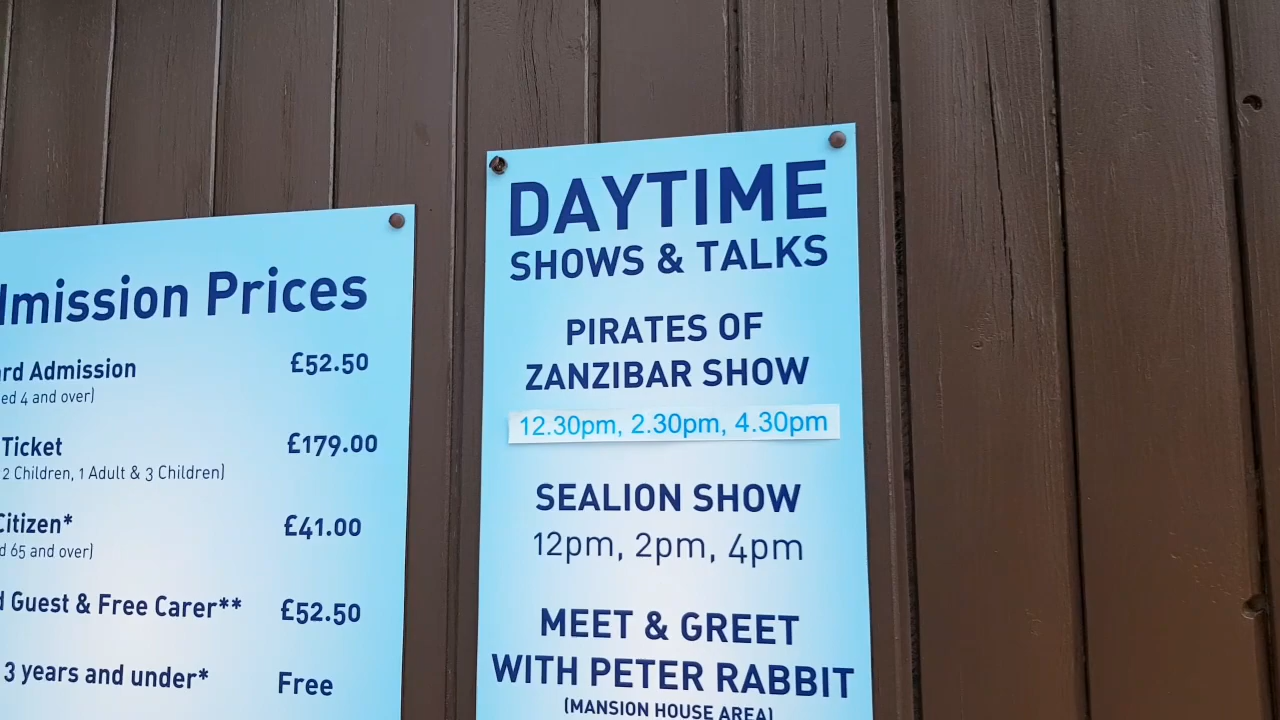 dmission Prices
ard Admission £52.50
ed 4 and over)
Ticket £179.00
2 Children, 1 Adult & 3 Children)
Citizen* £41.00
d 65 and over)
d Guest & Free Carer** £52.50
3 years and under* Free
DAYTIME
SHOWS & TALKS
PIRATES OF
ZANZIBAR SHOW
12.30pm, 2.30pm, 4.30pm
SEALION SHOW
12pm, 2pm, 4pm
MEET & GREET
WITH PETER RABBIT
(MANSION HOUSE AREA)